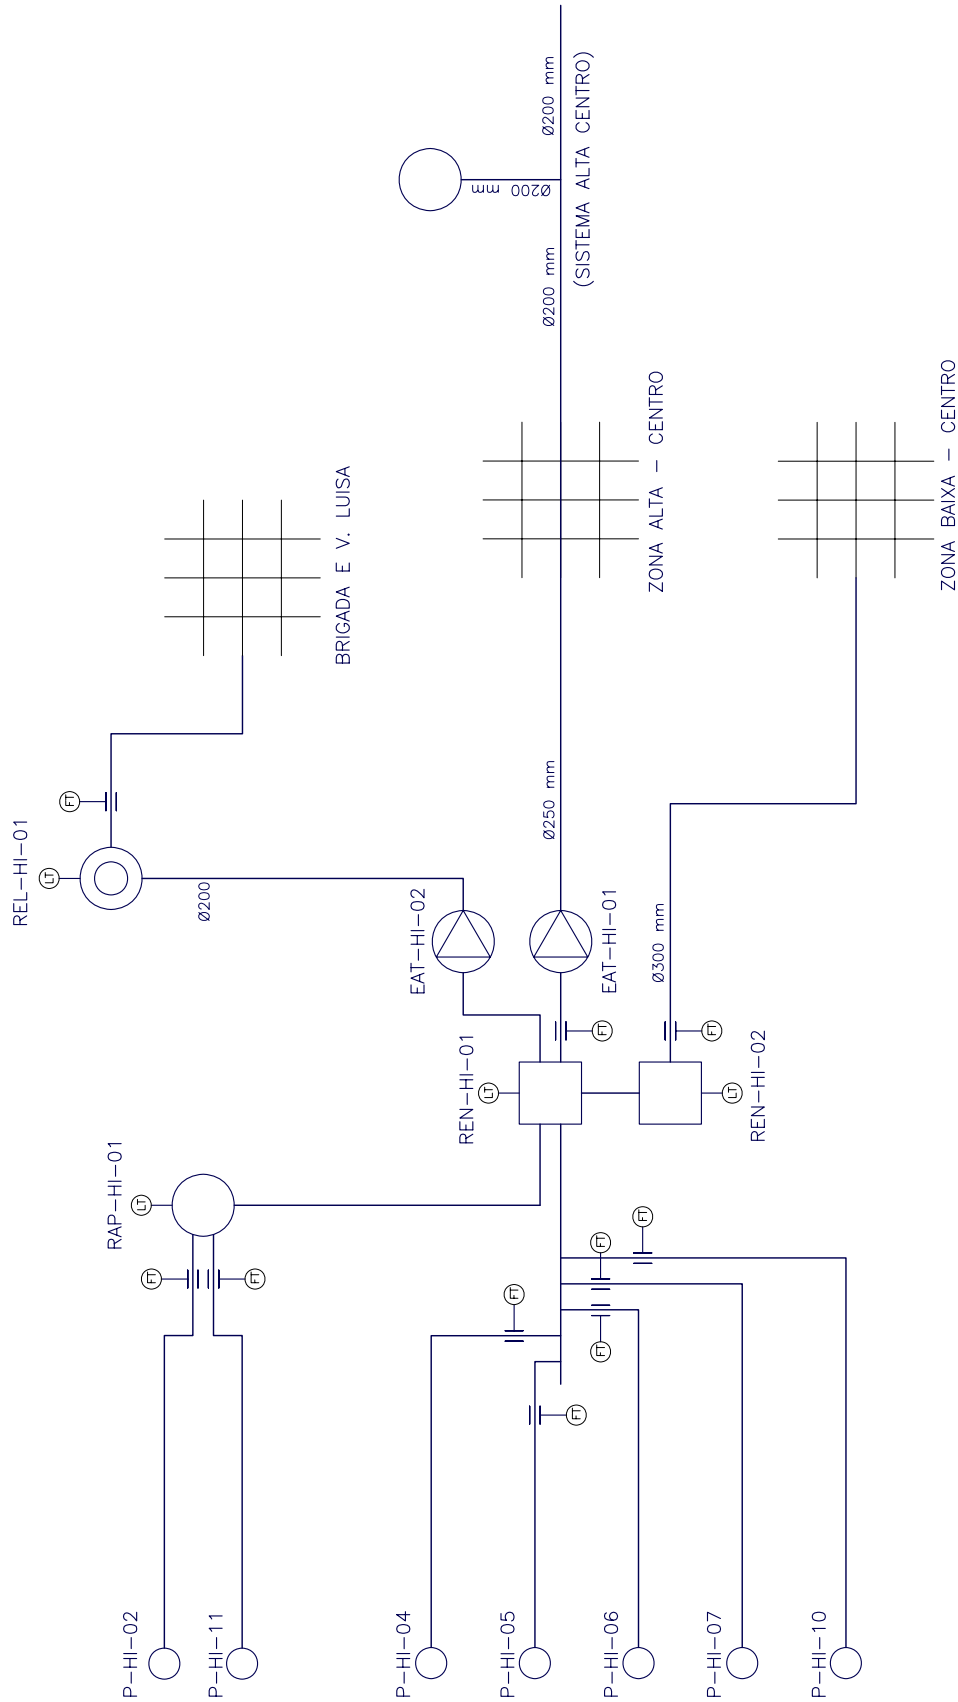 REL-HI-01
LT
FT
Ø200
BRIGADA E V. LUISA
RAP-HI-01
LT
FT
FT
P-HI-02
P-HI-11
EAT-HI-02
REN-HI-01
LT
EAT-HI-01
FT
Ø250 mm
ZONA ALTA - CENTRO
Ø200 mm
Ø200 mm
Ø200 mm
(SISTEMA ALTA CENTRO)
REN-HI-02
LT
FT
Ø300 mm
ZONA BAIXA - CENTRO
P-HI-04
FT
P-HI-05
FT
P-HI-06
FT
P-HI-07
FT
P-HI-10
FT